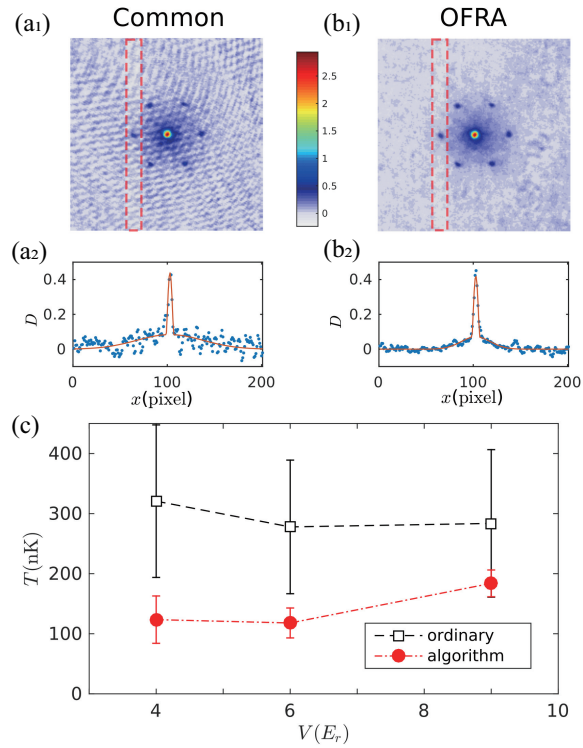 (a₁) Common (b₁) OFRA
2.5
2
1.5
1
0.5
0
(a₂) (b₂)
0.4
0.2
0
D
0 100 200
x(pixel)
0.4
0.2
0
D
0 100 200
x(pixel)
(c)
400
300
200
100
0
T(nK)
ordinary
algorithm
4 6 8 10
V(Eᵣ)